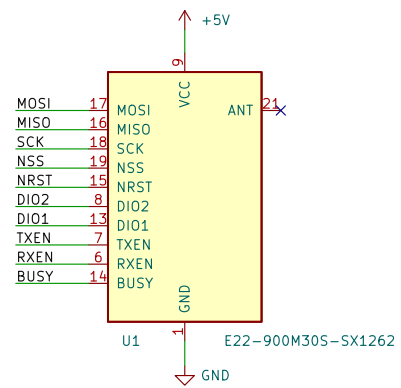 +5V
9
VCC
MOSI 17 MOSI ANT 21
MISO 16 MISO
SCK 18 SCK
NSS 19 NSS
NRST 15 NRST
DIO2 8 DIO2
DIO1 13 DIO1
TXEN 7 TXEN
RXEN 6 RXEN
BUSY 14 BUSY
GND
1
U1 E22-900M30S-SX1262
GND